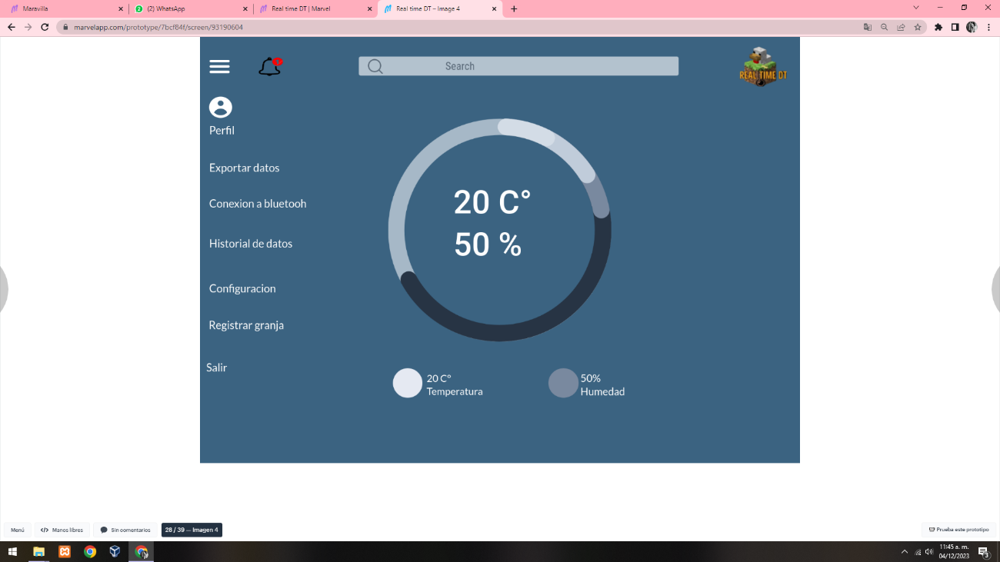 Maravilla
(2) WhatsApp
Real time DT | Marvel
Real time DT – Image 4
marvelapp.com/prototype/7bcf84f/screen/93190604
Search
REAL TIME DT
Perfil
Exportar datos
Conexion a bluetooh
Historial de datos
Configuracion
Registrar granja
Salir
20 C°
50 %
20 C°
Temperatura
50%
Humedad
Menú
Manos libres
Sin comentarios
28 / 39 — Imagen 4
Prueba este prototipo
11:45 a. m.
04/12/2023
3